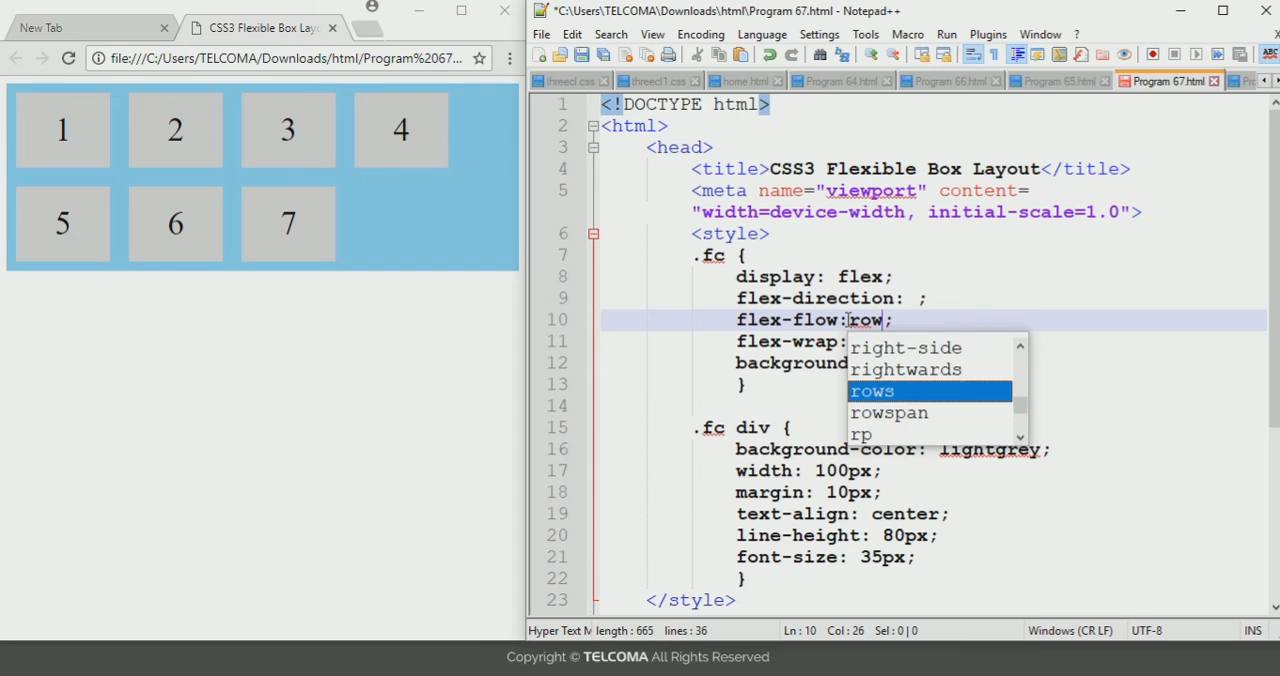 New Tab
CSS3 Flexible Box Layo
file:///C:/Users/TELCOMA/Downloads/html/Program%2067...
1 2 3 4
5 6 7
*C:\Users\TELCOMA\Downloads\html\Program 67.html - Notepad++
File Edit Search View Encoding Language Settings Tools Macro Run Plugins Window ? X
threecl.css threecl1.css home.html Program 64.html Program 66.html Program 65.html Program 67.html
1 <!DOCTYPE html>
2 <html>
3 <head>
4 <title>CSS3 Flexible Box Layout</title>
5 <meta name="viewport" content=
"width=device-width, initial-scale=1.0">
6 <style>
7 .fc {
8 display: flex;
9 flex-direction: ;
10 flex-flow:row;
11 flex-wrap:
12 background
13 }
14
15 .fc div {
16 background-color: lightgrey;
17 width: 100px;
18 margin: 10px;
19 text-align: center;
20 line-height: 80px;
21 font-size: 35px;
22 }
23 </style>
right-side
rightwards
rows
rowspan
rp
Hyper Text M length : 665 lines : 36 Ln : 10 Col : 26 Sel : 0 | 0 Windows (CR LF) UTF-8 INS
Copyright © TELCOMA All Rights Reserved